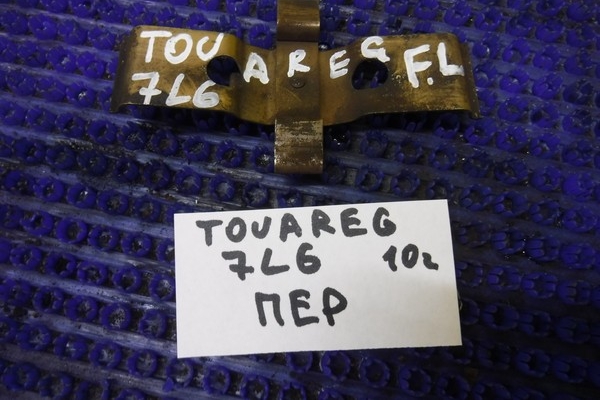 TOUAREG F.L
7L6
TOUAREG
7L6 10г
ПЕР